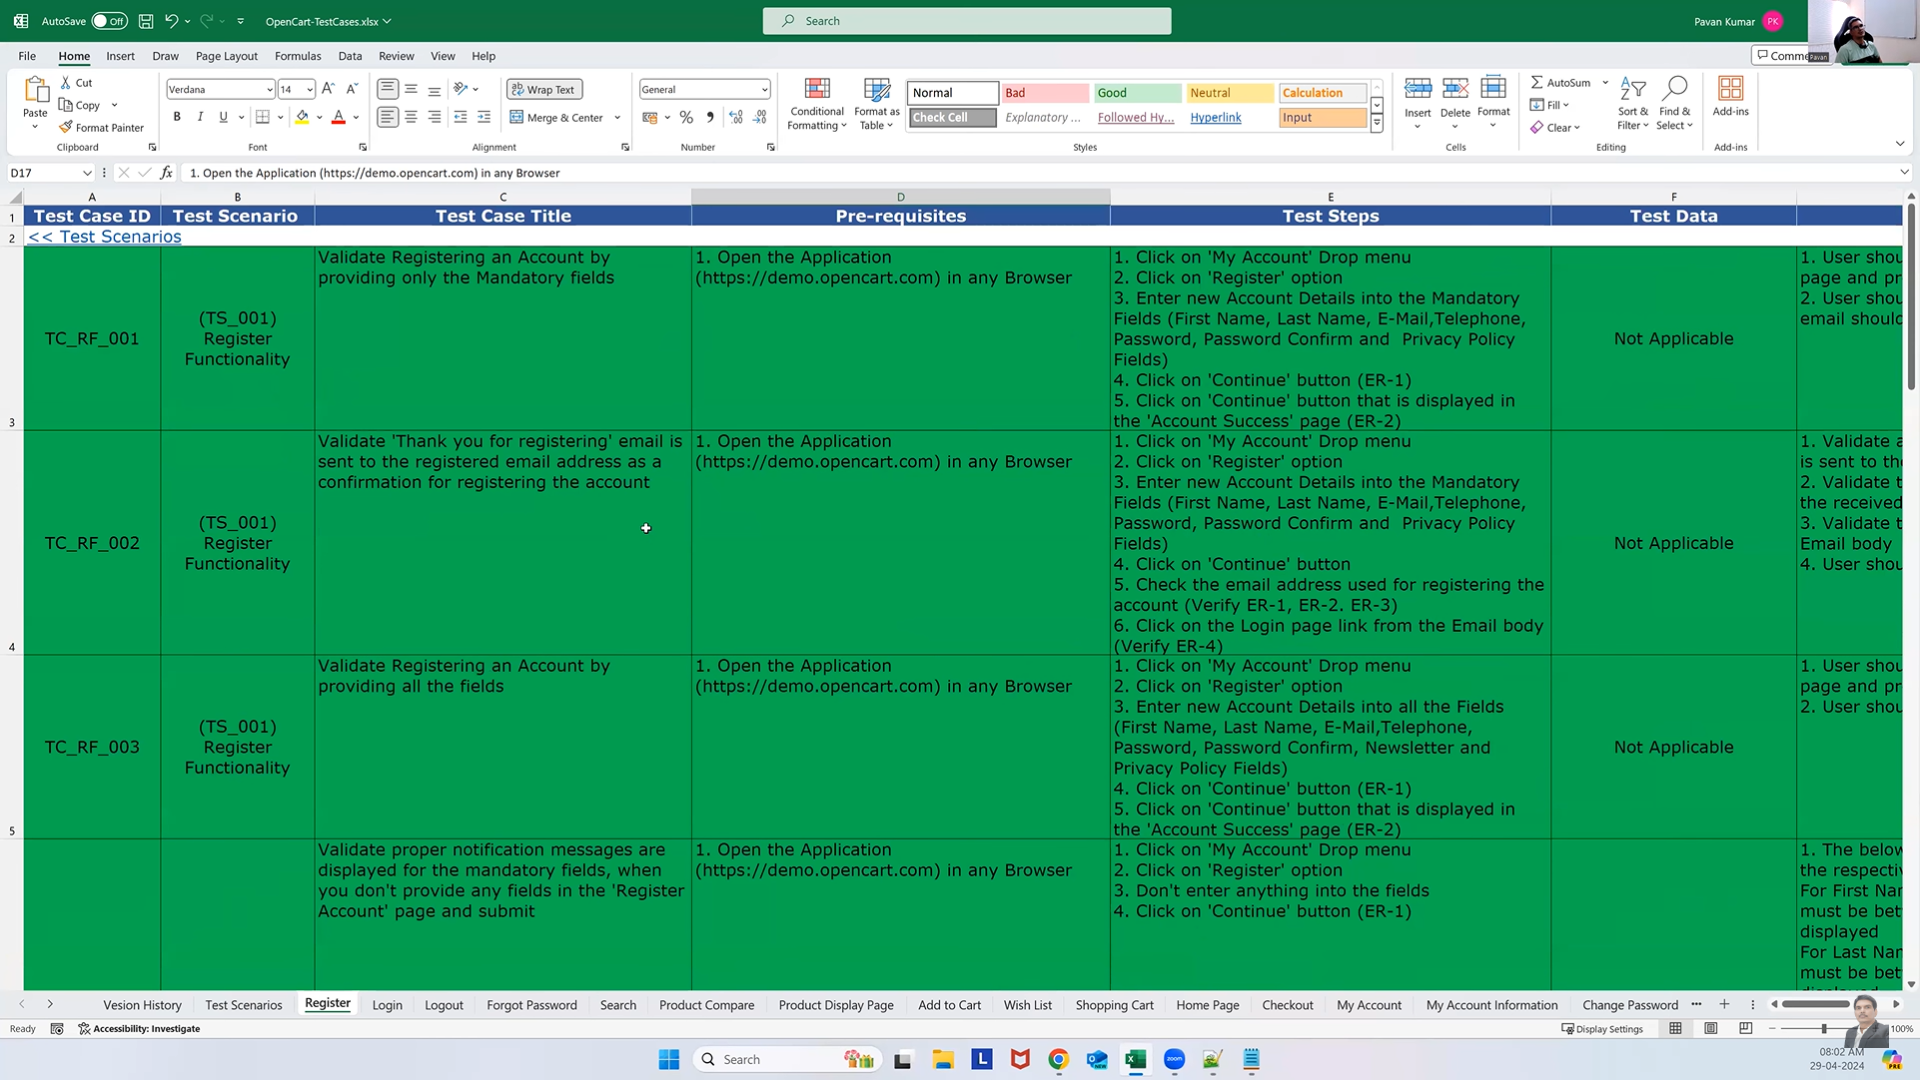 AutoSave Off OpenCart-TestCases.xlsx Search Pavan Kumar PK
File Home Insert Draw Page Layout Formulas Data Review View Help Comme Pavan
Paste Cut Copy Format Painter Clipboard
Verdana 14 B I U Font
Wrap Text Merge & Center Alignment
General % Number
Conditional Formatting Format as Table
Normal Bad Good Neutral Calculation
Check Cell Explanatory ... Followed Hy... Hyperlink Input
Styles
Insert Delete Format Cells
AutoSum Fill Clear Sort & Filter Find & Select Editing
Add-ins Add-ins
D17 fx 1. Open the Application (https://demo.opencart.com) in any Browser
A B C D E F
1 Test Case ID Test Scenario Test Case Title Pre-requisites Test Steps Test Data
2 << Test Scenarios
3
TC_RF_001
(TS_001)
Register
Functionality
Validate Registering an Account by
providing only the Mandatory fields
1. Open the Application
(https://demo.opencart.com) in any Browser
1. Click on 'My Account' Drop menu
2. Click on 'Register' option
3. Enter new Account Details into the Mandatory
Fields (First Name, Last Name, E-Mail,Telephone,
Password, Password Confirm and  Privacy Policy
Fields)
4. Click on 'Continue' button (ER-1)
5. Click on 'Continue' button that is displayed in
the 'Account Success' page (ER-2)
Not Applicable
1. User shou
page and pr
2. User shou
email should
4
TC_RF_002
(TS_001)
Register
Functionality
Validate 'Thank you for registering' email is
sent to the registered email address as a
confirmation for registering the account
1. Open the Application
(https://demo.opencart.com) in any Browser
1. Click on 'My Account' Drop menu
2. Click on 'Register' option
3. Enter new Account Details into the Mandatory
Fields (First Name, Last Name, E-Mail,Telephone,
Password, Password Confirm and  Privacy Policy
Fields)
4. Click on 'Continue' button
5. Check the email address used for registering the
account (Verify ER-1, ER-2. ER-3)
6. Click on the Login page link from the Email body
(Verify ER-4)
Not Applicable
1. Validate a
is sent to the
2. Validate t
the received
3. Validate t
Email body
4. User shou
5
TC_RF_003
(TS_001)
Register
Functionality
Validate Registering an Account by
providing all the fields
1. Open the Application
(https://demo.opencart.com) in any Browser
1. Click on 'My Account' Drop menu
2. Click on 'Register' option
3. Enter new Account Details into all the Fields
(First Name, Last Name, E-Mail,Telephone,
Password, Password Confirm, Newsletter and
Privacy Policy Fields)
4. Click on 'Continue' button (ER-1)
5. Click on 'Continue' button that is displayed in
the 'Account Success' page (ER-2)
Not Applicable
1. User shou
page and pr
2. User shou
Validate proper notification messages are
displayed for the mandatory fields, when
you don't provide any fields in the 'Register
Account' page and submit
1. Open the Application
(https://demo.opencart.com) in any Browser
1. Click on 'My Account' Drop menu
2. Click on 'Register' option
3. Don't enter anything into the fields
4. Click on 'Continue' button (ER-1)
1. The below
the respectiv
For First Nar
must be bet
displayed
For Last Nar
must be bet
Vesion History Test Scenarios Register Login Logout Forgot Password Search Product Compare Product Display Page Add to Cart Wish List Shopping Cart Home Page Checkout My Account My Account Information Change Password
Ready Accessibility: Investigate Display Settings 100%
Search
08:02 AM
29-04-2024
PRE